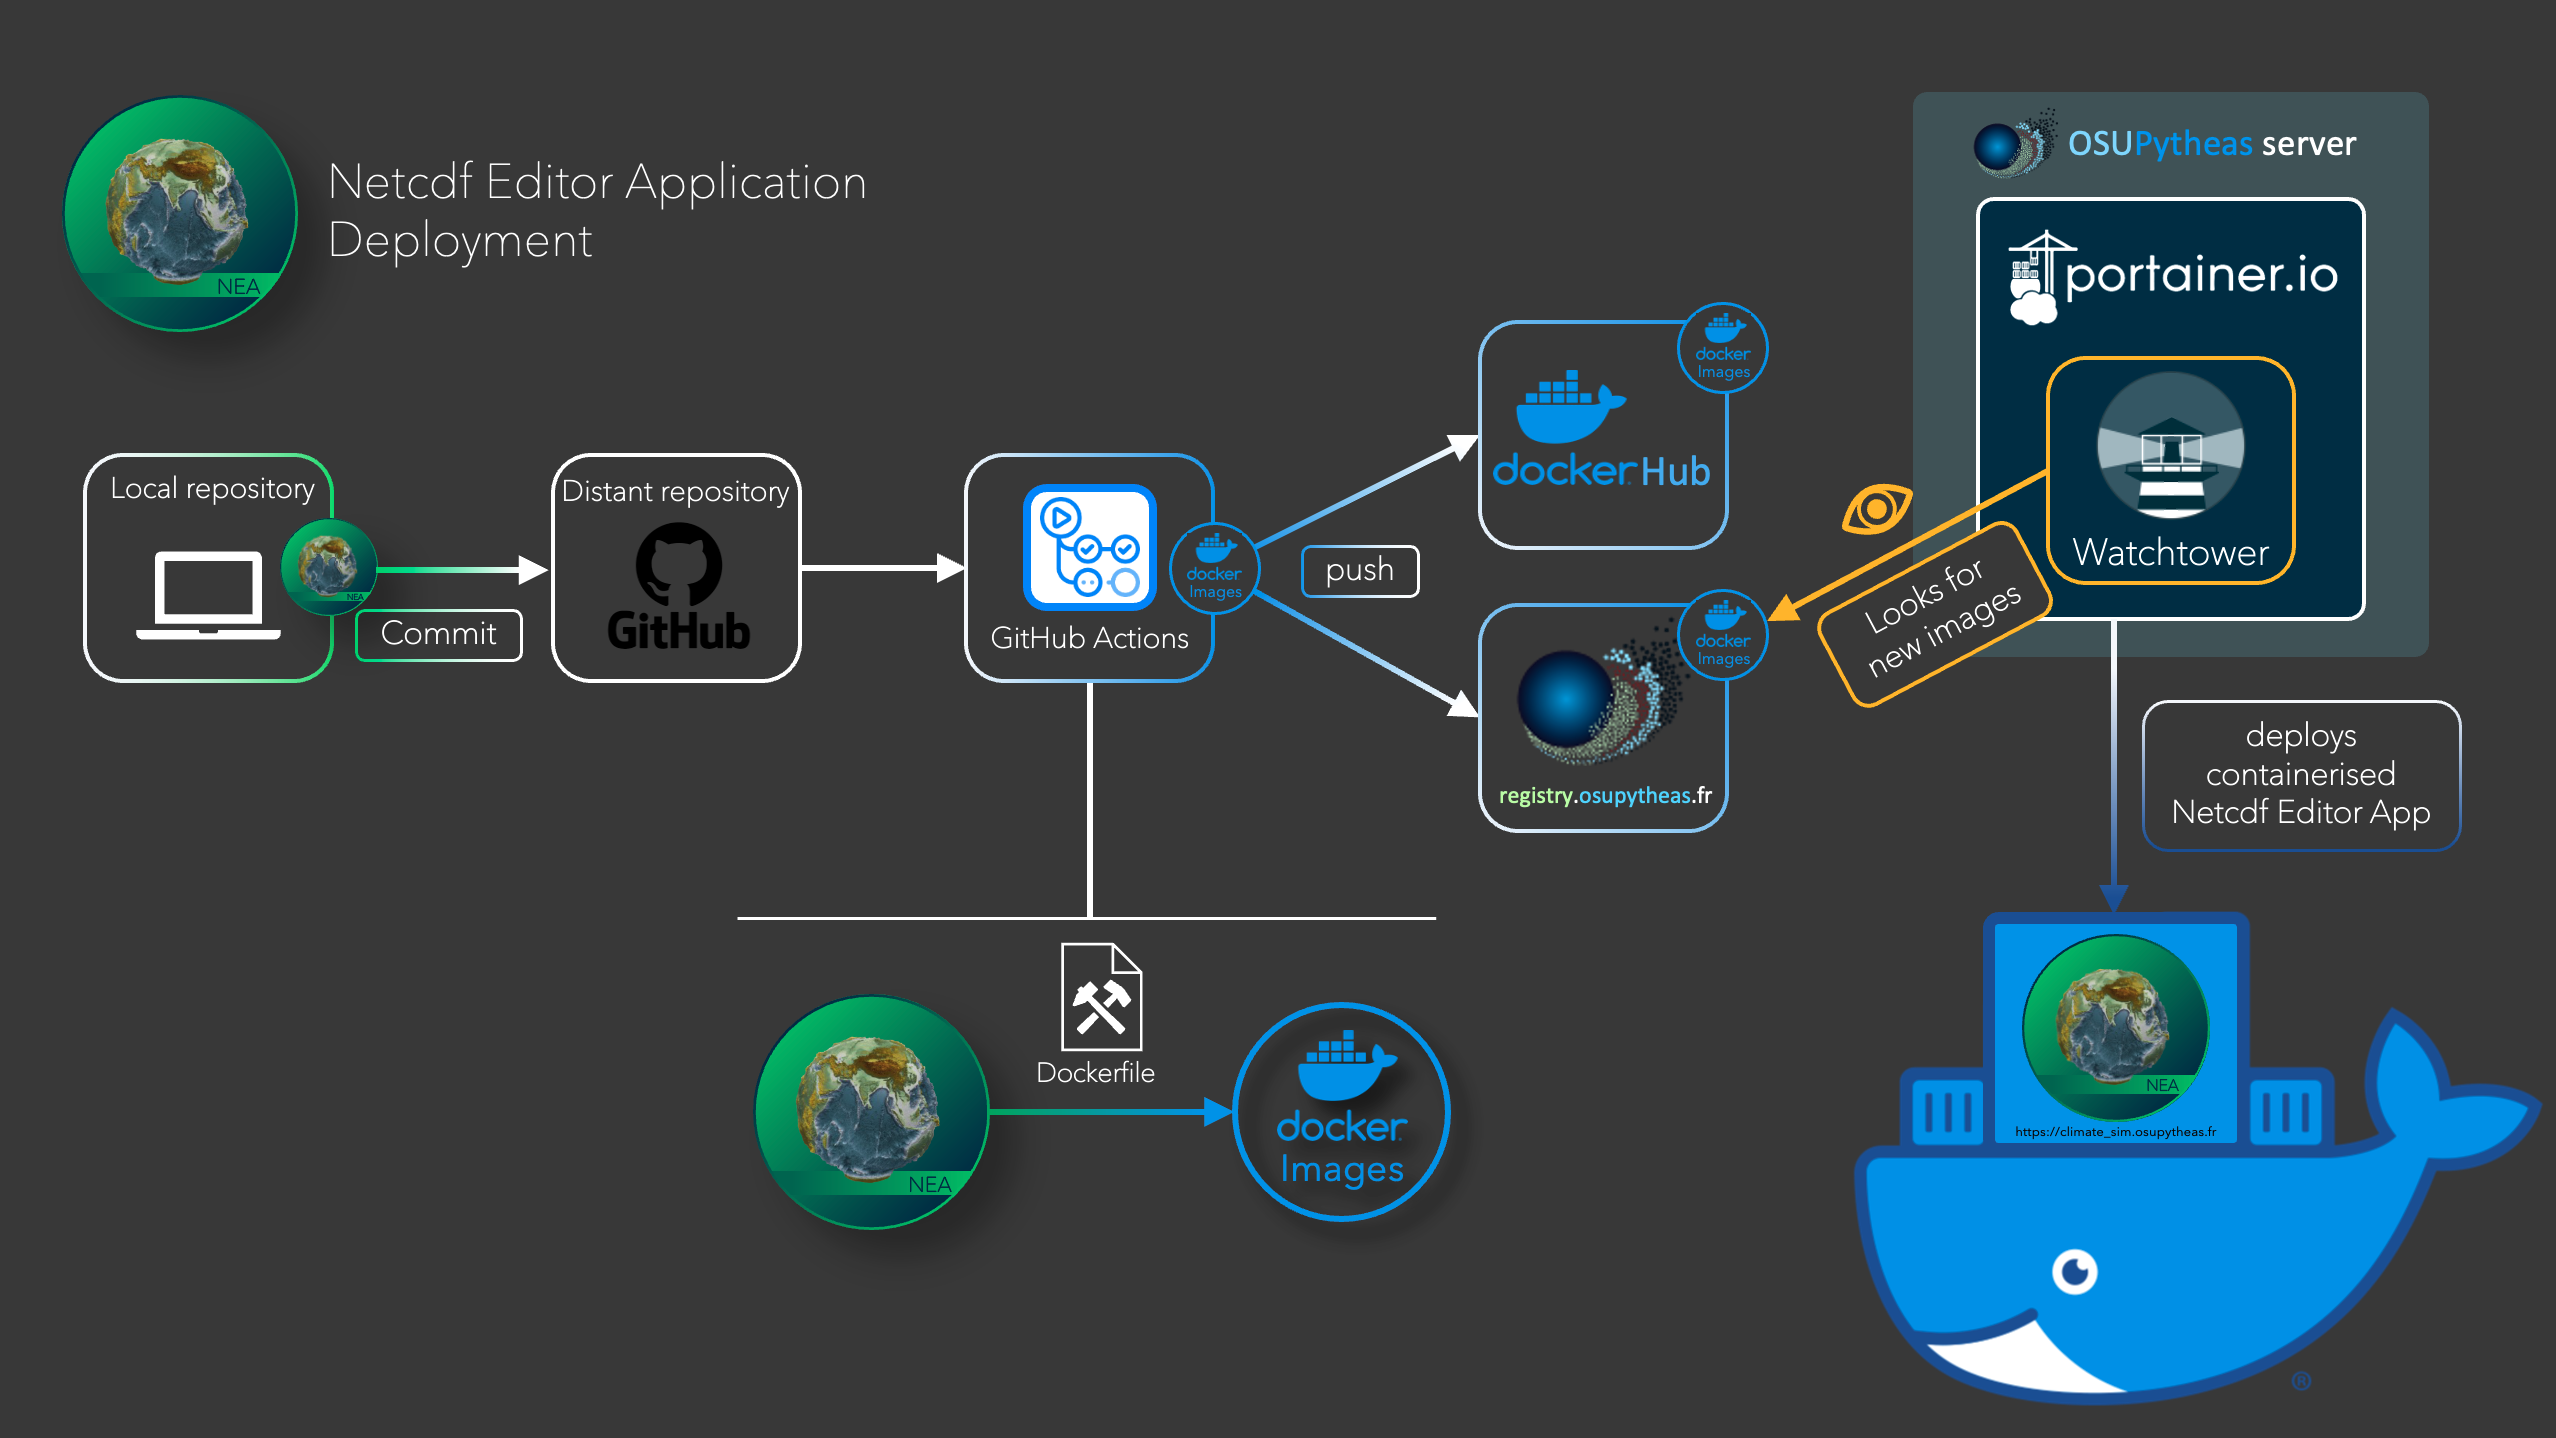 Netcdf Editor Application
Deployment
NEA
Local repository
NEA
Commit
Distant repository
GitHub
GitHub Actions
docker
Images
push
docker Hub
docker
Images
registry.osupytheas.fr
docker
Images
OSUPytheas server
portainer.io
Watchtower
Looks for
new images
deploys
containerised
Netcdf Editor App
Dockerfile
NEA
docker
Images
NEA
https://climate_sim.osupytheas.fr
®